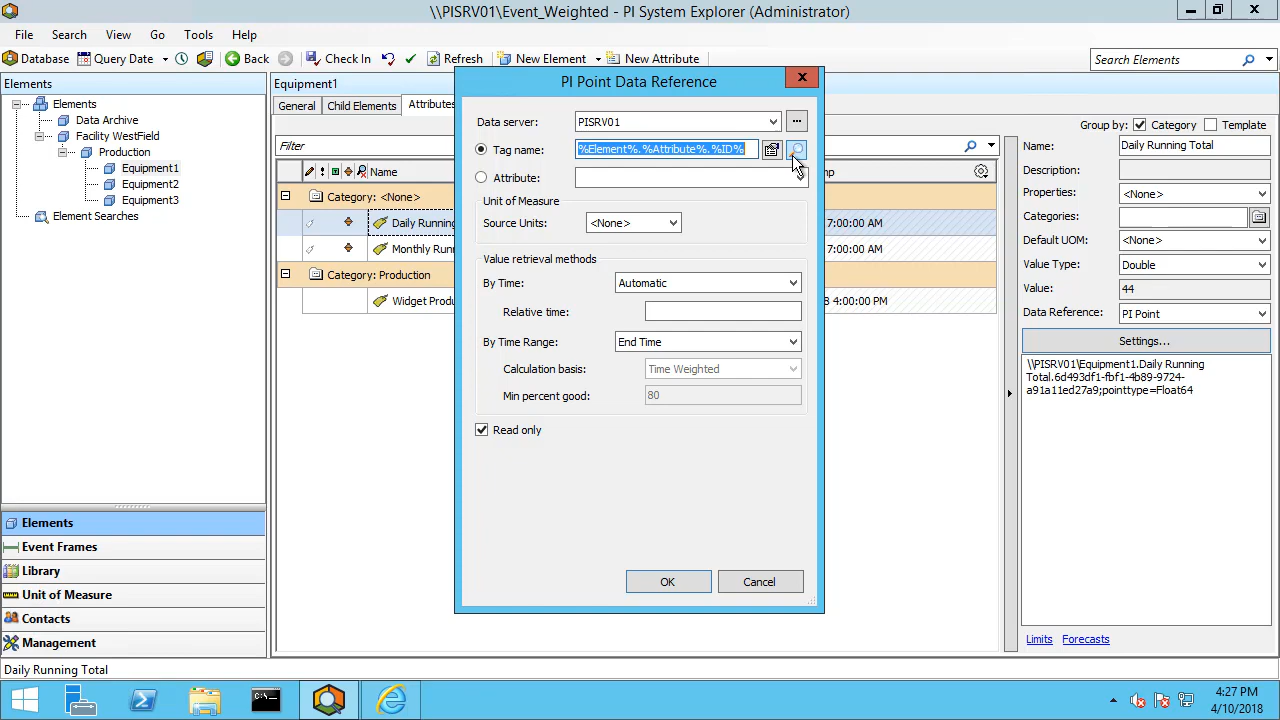 \\PISRV01\Event_Weighted - PI System Explorer (Administrator)
File Search View Go Tools Help
Database Query Date Back Check In Refresh New Element New Attribute
Search Elements
Elements
Elements
Data Archive
Facility WestField
Production
Equipment1
Equipment2
Equipment3
Element Searches
Elements
Event Frames
Library
Unit of Measure
Contacts
Management
Equipment1
General Child Elements Attributes
Filter
Name
Category: <None>
Daily Running
7:00:00 AM
Monthly Runn
7:00:00 AM
Category: Production
Widget Produ
8 4:00:00 PM
PI Point Data Reference
Data server: PISRV01
Tag name: %Element%.%Attribute%.%ID%
Attribute:
Unit of Measure
Source Units: <None>
Value retrieval methods
By Time: Automatic
Relative time:
By Time Range: End Time
Calculation basis: Time Weighted
Min percent good: 80
Read only
OK Cancel
Group by: Category Template
Name: Daily Running Total
Description:
Properties: <None>
Categories:
Default UOM: <None>
Value Type: Double
Value: 44
Data Reference: PI Point
Settings...
\\PISRV01\Equipment1.Daily Running
Total.6d493df1-fbf1-4b89-9724-
a91a11ed27a9;pointtype=Float64
Limits Forecasts
Daily Running Total
4:27 PM
4/10/2018